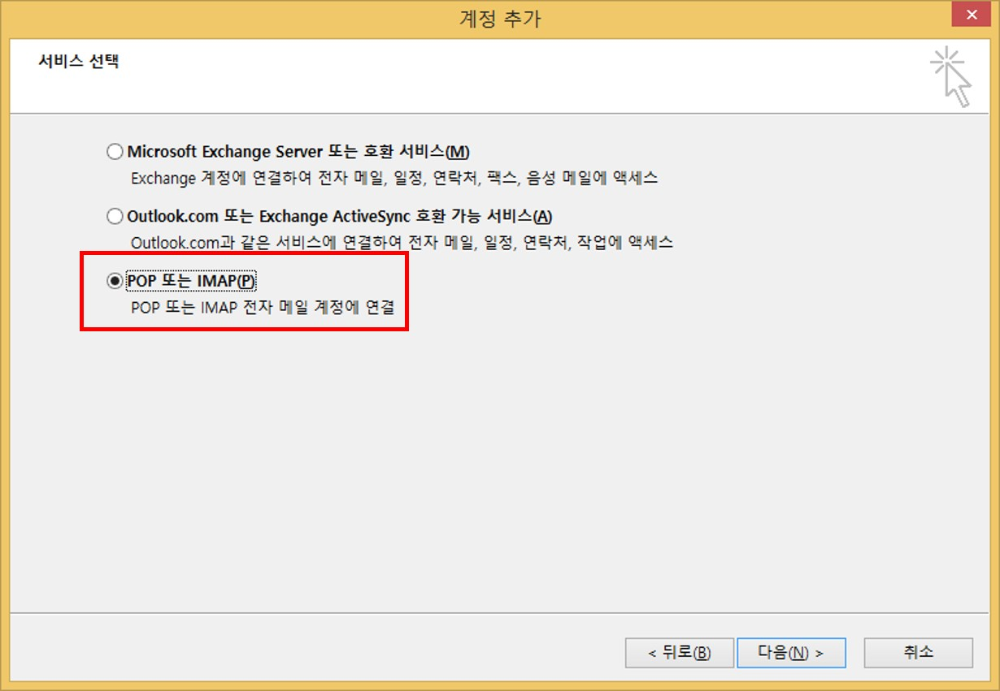 계정 추가
서비스 선택
Microsoft Exchange Server 또는 호환 서비스(M)
Exchange 계정에 연결하여 전자 메일, 일정, 연락처, 팩스, 음성 메일에 액세스
Outlook.com 또는 Exchange ActiveSync 호환 가능 서비스(A)
Outlook.com과 같은 서비스에 연결하여 전자 메일, 일정, 연락처, 작업에 액세스
POP 또는 IMAP(P)
POP 또는 IMAP 전자 메일 계정에 연결
< 뒤로(B) 다음(N) > 취소